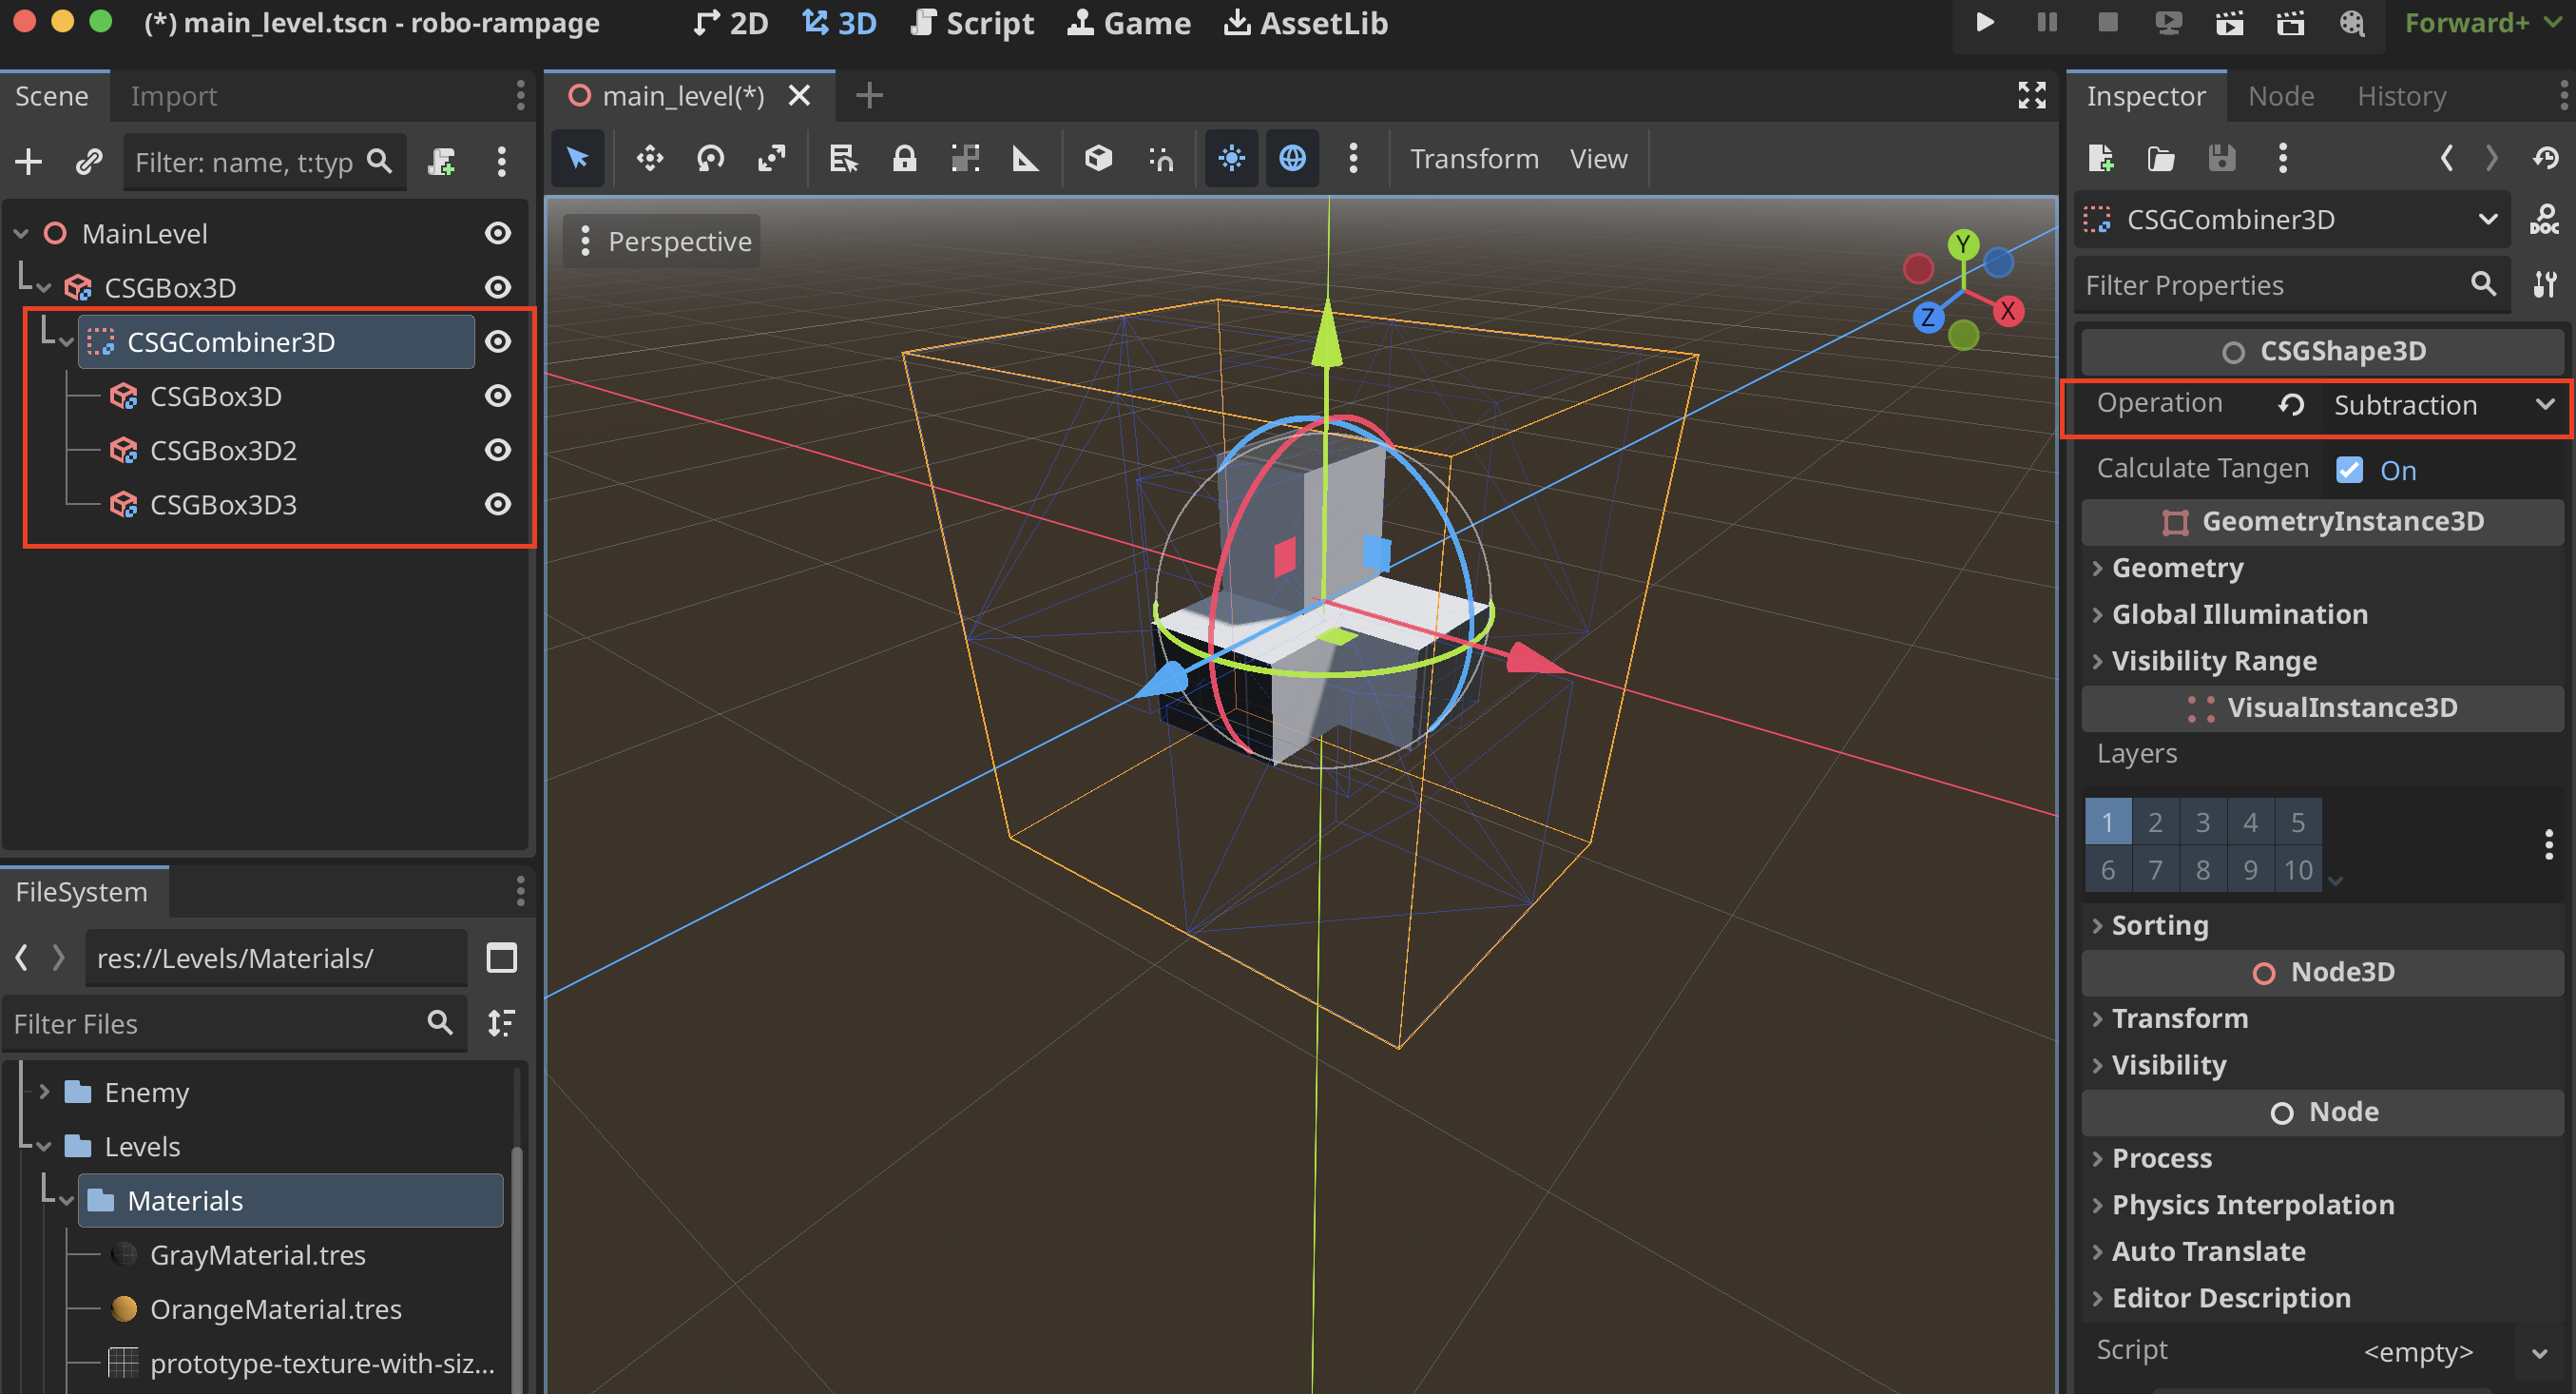 (*) main_level.tscn - robo-rampage
2D
3D
Script
Game
AssetLib
Forward+
Scene
Import
Filter: name, t:typ
MainLevel
CSGBox3D
CSGCombiner3D
CSGBox3D
CSGBox3D2
CSGBox3D3
FileSystem
res://Levels/Materials/
Filter Files
Enemy
Levels
Materials
GrayMaterial.tres
OrangeMaterial.tres
prototype-texture-with-siz...
main_level(*)
Transform
View
Perspective
Y
X
Z
Inspector
Node
History
CSGCombiner3D
DOC
Filter Properties
CSGShape3D
Operation
Subtraction
Calculate Tangen
On
GeometryInstance3D
Geometry
Global Illumination
Visibility Range
VisualInstance3D
Layers
1 2 3 4 5
6 7 8 9 10
Sorting
Node3D
Transform
Visibility
Node
Process
Physics Interpolation
Auto Translate
Editor Description
Script
<empty>